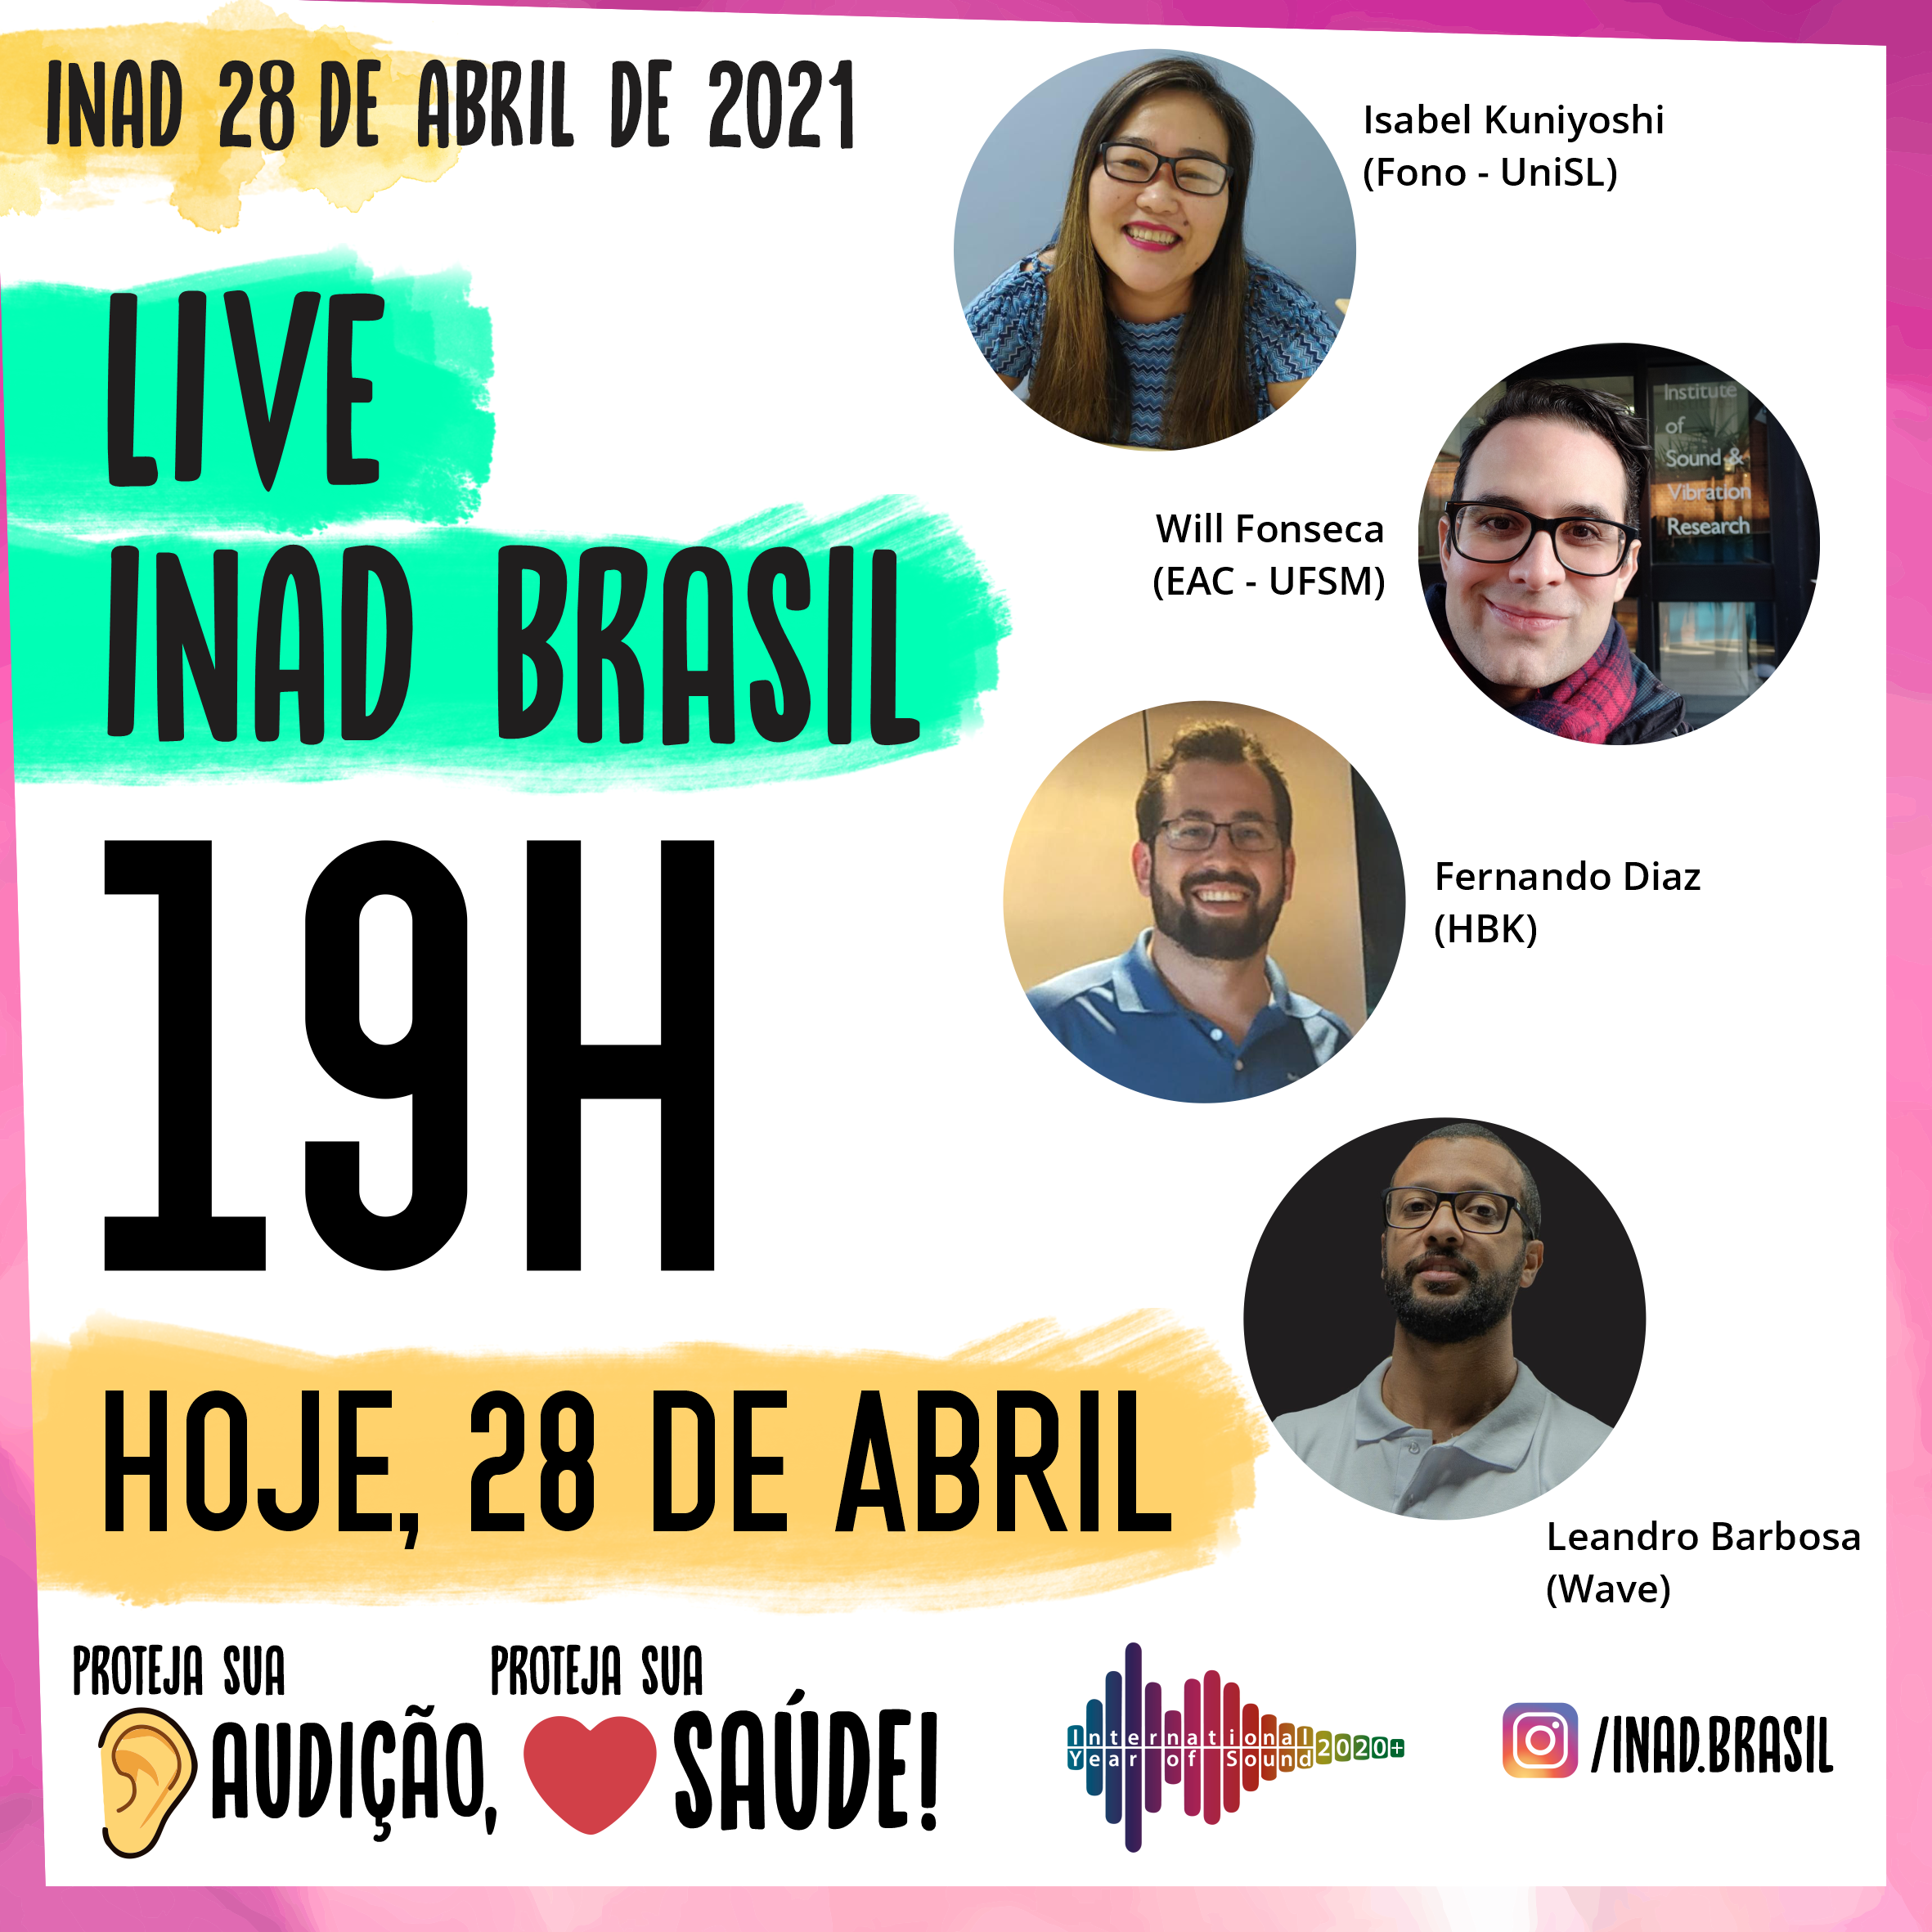 INAD 28 DE ABRIL DE 2021
LIVE
INAD BRASIL
19H
HOJE, 28 DE ABRIL
Isabel Kuniyoshi
(Fono - UniSL)
Institute
of
Sound &
Vibration
Research
Will Fonseca
(EAC - UFSM)
Fernando Diaz
(HBK)
Leandro Barbosa
(Wave)
PROTEJA SUA
AUDIÇÃO,
PROTEJA SUA
SAÚDE!
International
Year of Sound 2020+
/INAD.BRASIL